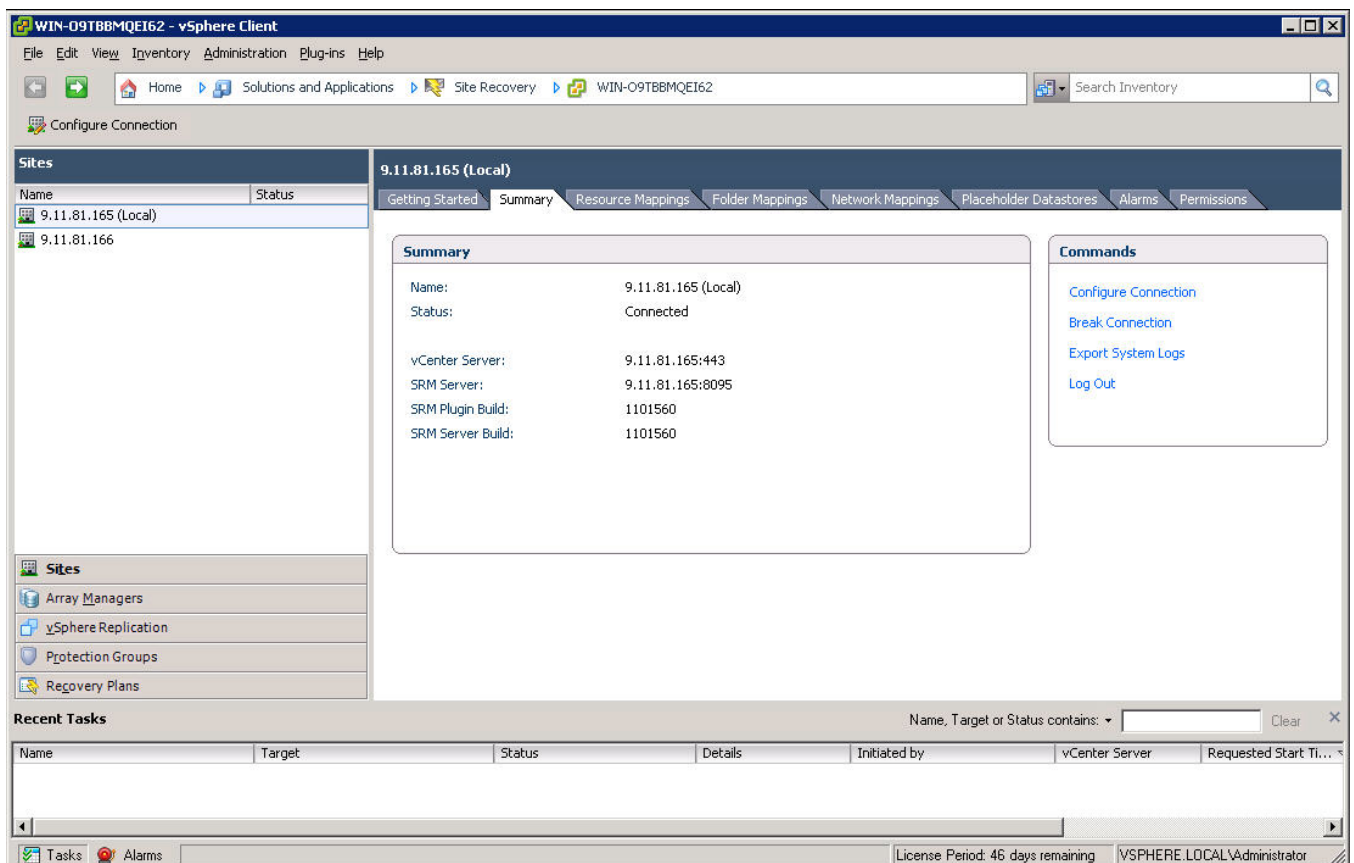 WIN-O9TBBMQEI62 - vSphere Client
File Edit View Inventory Administration Plug-ins Help
Home Solutions and Applications Site Recovery WIN-O9TBBMQEI62 Search Inventory
Configure Connection
Sites
Name Status
9.11.81.165 (Local)
9.11.81.166
Sites
Array Managers
vSphere Replication
Protection Groups
Recovery Plans
9.11.81.165 (Local)
Getting Started Summary Resource Mappings Folder Mappings Network Mappings Placeholder Datastores Alarms Permissions
Summary
Name: 9.11.81.165 (Local)
Status: Connected
vCenter Server: 9.11.81.165:443
SRM Server: 9.11.81.165:8095
SRM Plugin Build: 1101560
SRM Server Build: 1101560
Commands
Configure Connection
Break Connection
Export System Logs
Log Out
Recent Tasks Name, Target or Status contains: Clear
Name Target Status Details Initiated by vCenter Server Requested Start Ti...
Tasks Alarms License Period: 46 days remaining VSPHERE.LOCAL\Administrator